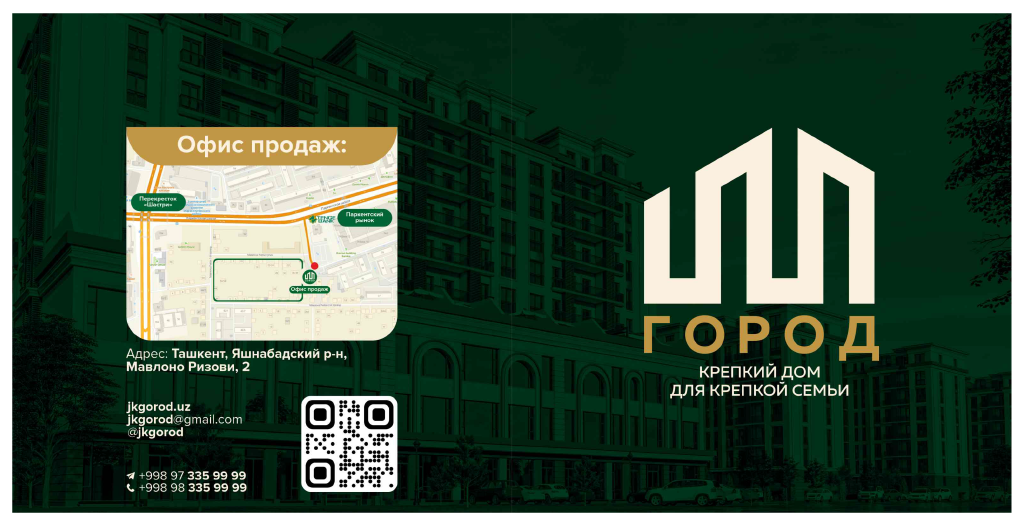 Офис продаж:
Перекресток
«Шастри»
Паркентский
рынок
Офис продаж
Адрес: Ташкент, Яшнабадский р-н,
Мавлоно Ризови, 2
jkgorod.uz
jkgorod@gmail.com
@jkgorod
+998 97 335 99 99
+998 98 335 99 99
ГОРОД
КРЕПКИЙ ДОМ
ДЛЯ КРЕПКОЙ СЕМЬИ